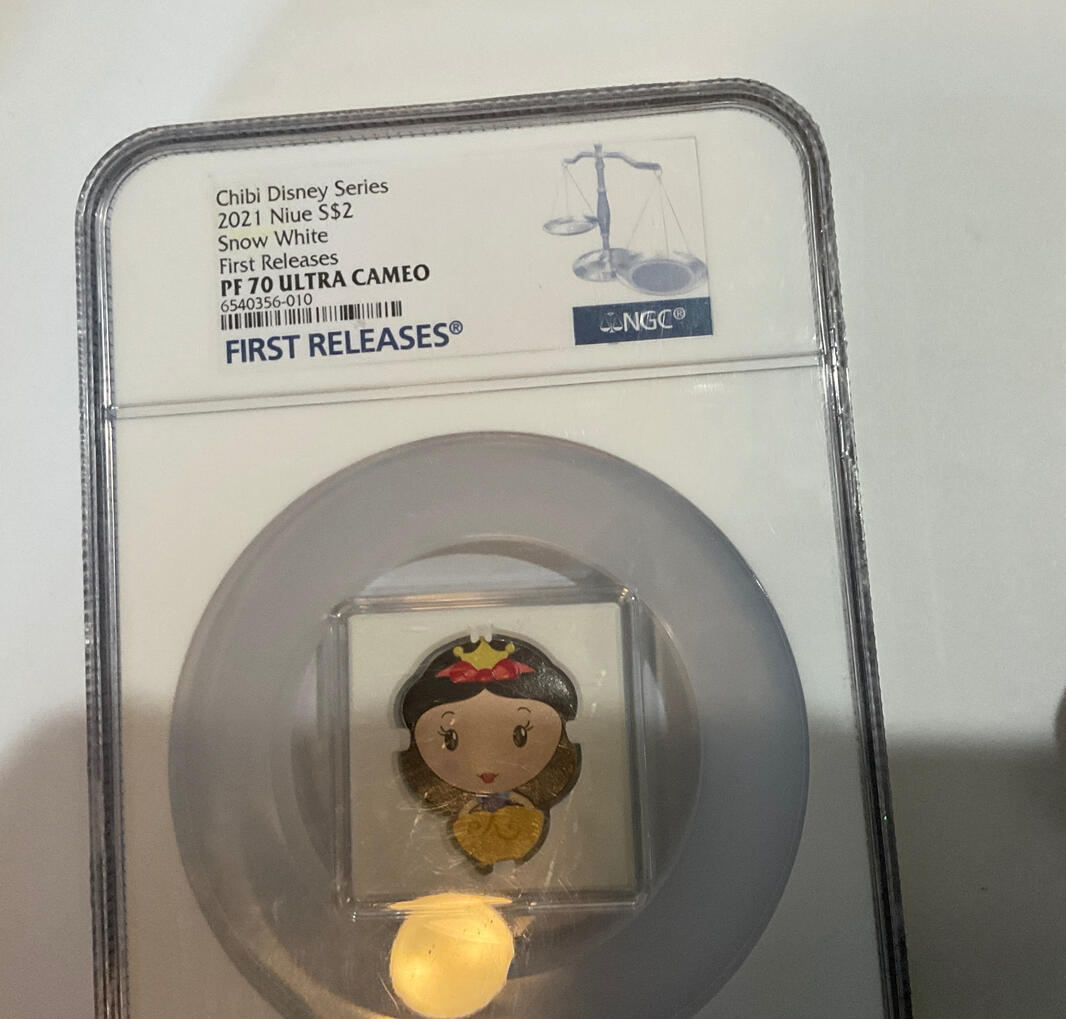 Chibi Disney Series
2021 Niue S$2
Snow White
First Releases
PF 70 ULTRA CAMEO
6540356-010
FIRST RELEASES®
NGC®